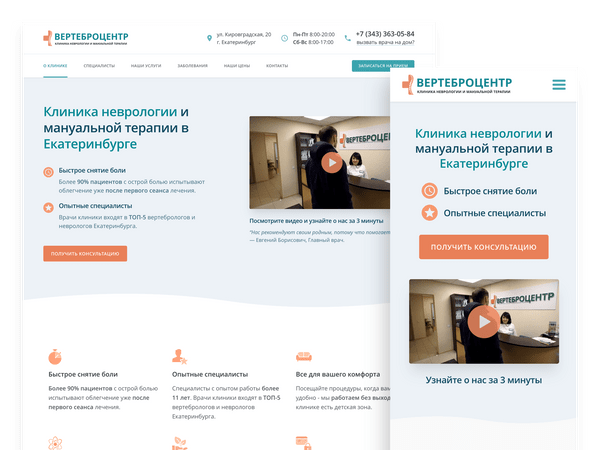 ВЕРТЕБРОЦЕНТР
КЛИНИКА НЕВРОЛОГИИ И МАНУАЛЬНОЙ ТЕРАПИИ
ул. Кировградская, 20
г. Екатеринбург
Пн-Пт 8:00-20:00
Сб-Вс 8:00-17:00
+7 (343) 363-05-84
вызвать врача на дом?
О КЛИНИКЕ СПЕЦИАЛИСТЫ НАШИ УСЛУГИ ЗАБОЛЕВАНИЯ НАШИ ЦЕНЫ КОНТАКТЫ
ЗАПИСАТЬСЯ НА ПРИЕМ
Клиника неврологии и
мануальной терапии в
Екатеринбурге
Быстрое снятие боли
Более 90% пациентов с острой болью испытывают
облегчение уже после первого сеанса лечения.
Опытные специалисты
Врачи клиники входят в ТОП-5 вертебрологов и
неврологов Екатеринбурга.
ПОЛУЧИТЬ КОНСУЛЬТАЦИЮ
ВЕРТЕБРОЦЕНТР
Посмотрите видео и узнайте о нас за 3 минуты
"Нас рекомендуют своим родным, потому-что помогает
— Евгений Борисович, Главный врач.
Быстрое снятие боли
Более 90% пациентов с острой болью
испытывают облегчение уже после
первого сеанса лечения.
Опытные специалисты
Специалисты с опытом работы более
11 лет. Врачи клиники входят в ТОП-5
вертебрологов и неврологов
Екатеринбурга.
Все для вашего комфорта
Посещайте процедуры, когда вам
удобно - мы работаем без выход
клинике есть детская зона.
ВЕРТЕБРОЦЕНТР
КЛИНИКА НЕВРОЛОГИИ И МАНУАЛЬНОЙ ТЕРАПИИ
Клиника неврологии и
мануальной терапии в
Екатеринбурге
Быстрое снятие боли
Опытные специалисты
ПОЛУЧИТЬ КОНСУЛЬТАЦИЮ
ВЕРТЕБРОЦЕНТР
Узнайте о нас за 3 минуты